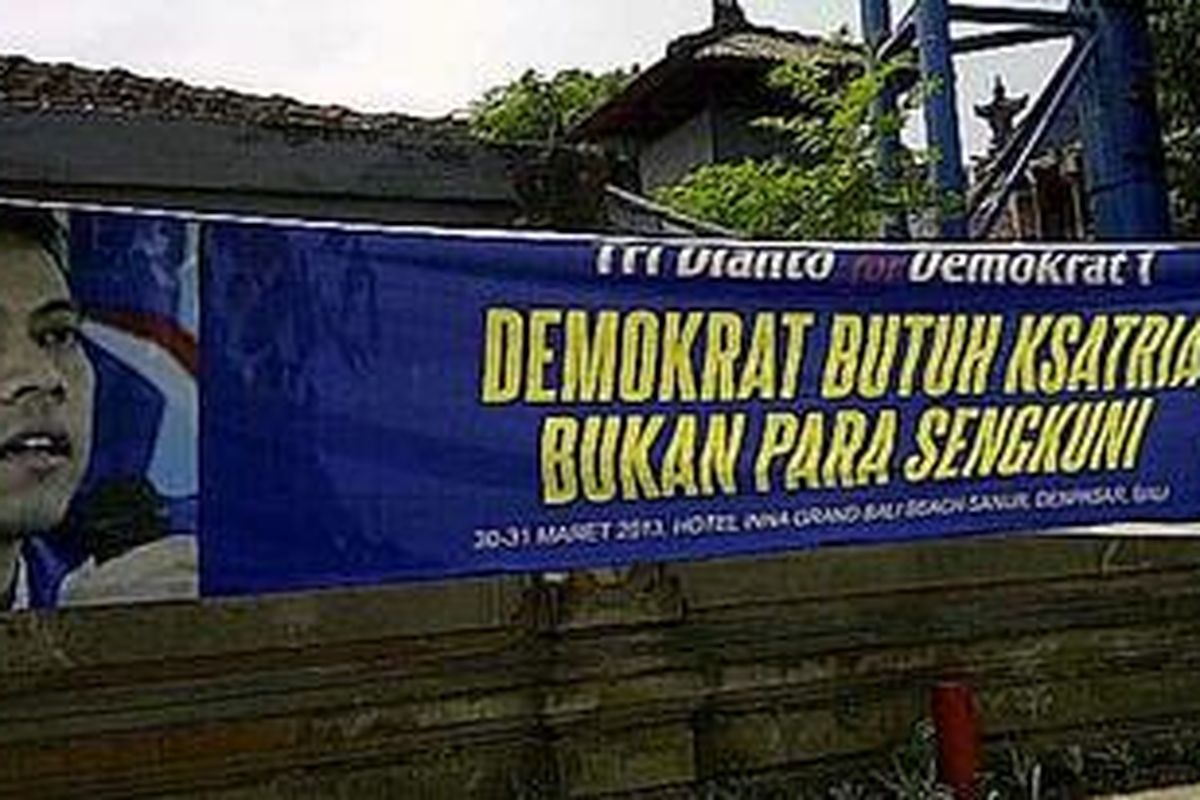 Tri Dianto for Demokrat 1
DEMOKRAT BUTUH KSATRIA
BUKAN PARA SENGKUNI
30-31 MARET 2013, HOTEL INNA GRAND BALI BEACH SANUR, DENPASAR, BALI